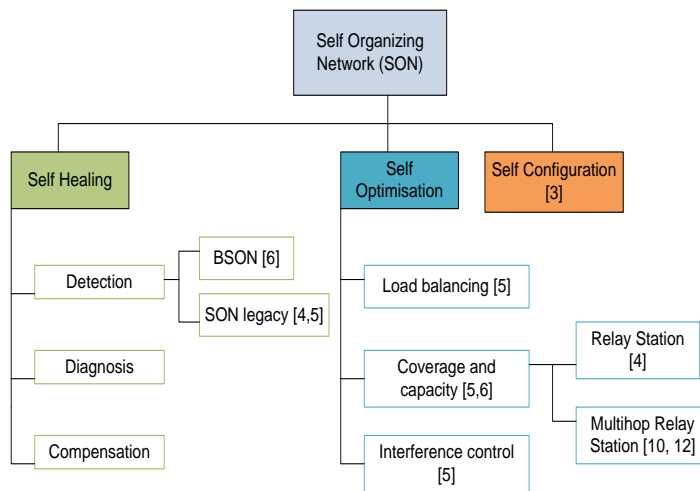 Self Organizing
Network (SON)
Self Healing
Self
Optimisation
Self Configuration
[3]
Detection
BSON [6]
SON legacy [4,5]
Diagnosis
Compensation
Load balancing [5]
Coverage and
capacity [5,6]
Relay Station
[4]
Multihop Relay
Station [10, 12]
Interference control
[5]